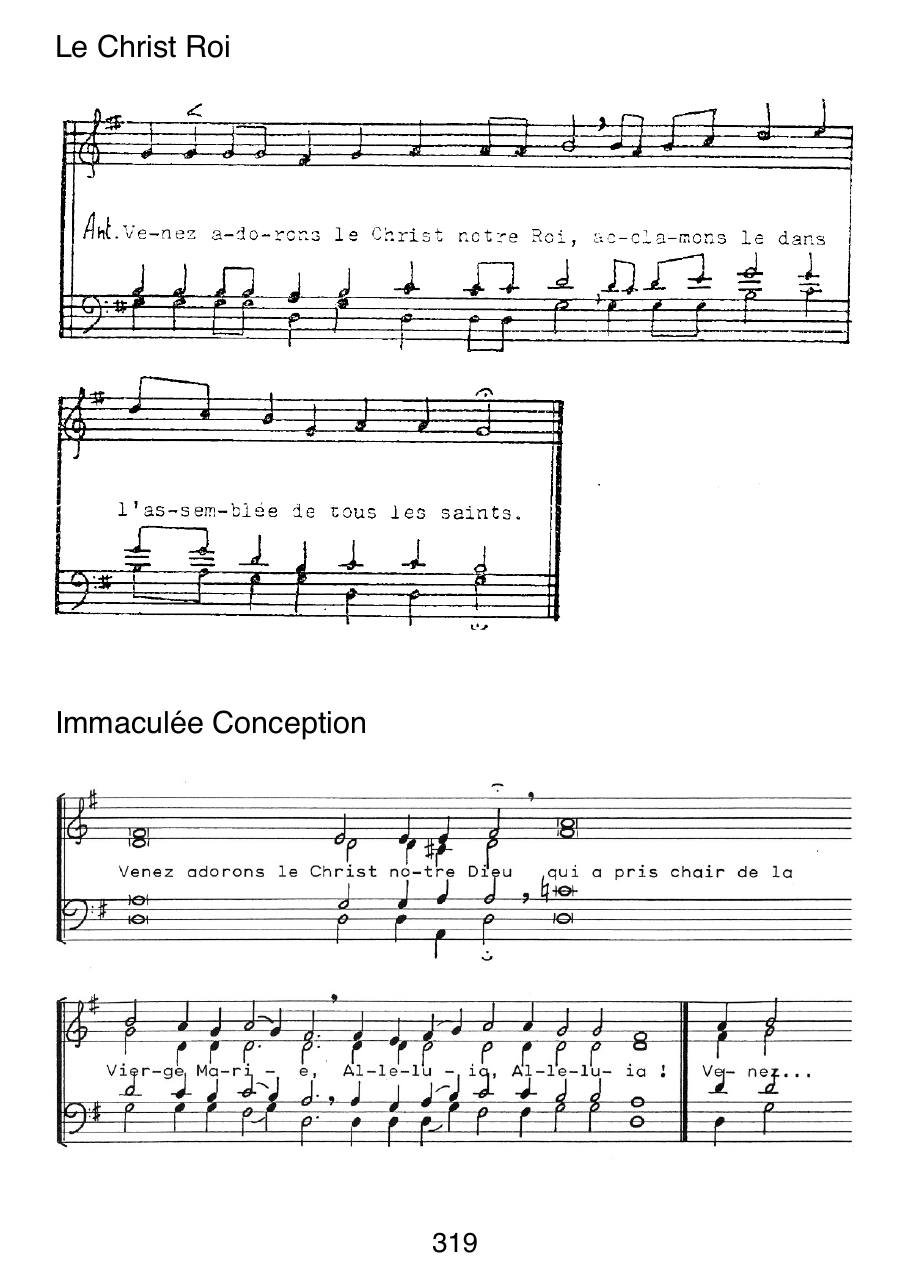 Le Christ Roi
Ant. Ve-nez a-do-rons le Christ notre Roi, ac-cla-mons le dans
l'as-sem-blée de tous les saints.
Immaculée Conception
Venez adorons le Christ no-tre Dieu qui a pris chair de la
Vier-ge Ma-ri - e, Al-le-lu - ia, Al-le-lu- ia ! Ve- nez...
319